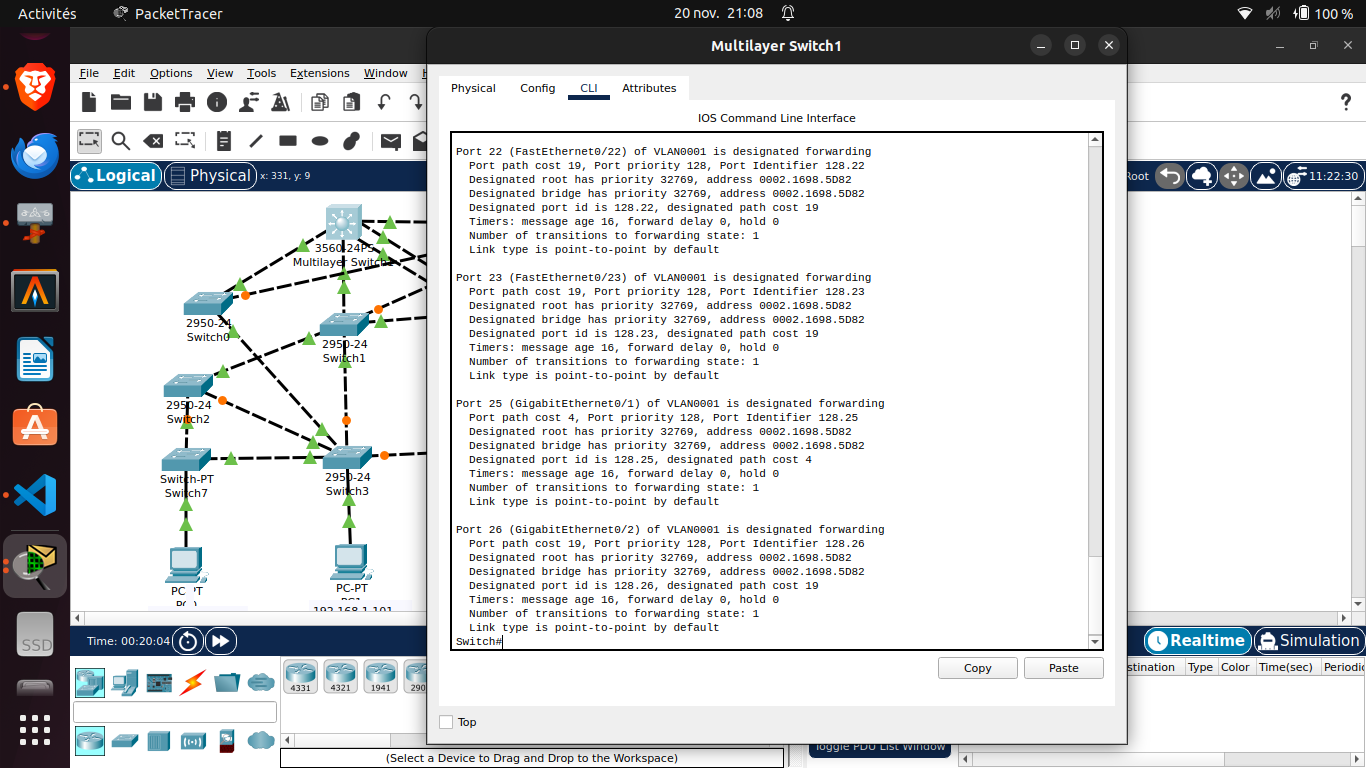 Activités
PacketTracer
20 nov. 21:08
100 %
Multilayer Switch1
File Edit Options View Tools Extensions Window
Physical Config CLI Attributes
IOS Command Line Interface
Logical
Physical
x: 331, y: 9
Root
11:22:30
Port 22 (FastEthernet0/22) of VLAN0001 is designated forwarding
Port path cost 19, Port priority 128, Port Identifier 128.22
Designated root has priority 32769, address 0002.1698.5D82
Designated bridge has priority 32769, address 0002.1698.5D82
Designated port id is 128.22, designated path cost 19
Timers: message age 16, forward delay 0, hold 0
Number of transitions to forwarding state: 1
Link type is point-to-point by default
Port 23 (FastEthernet0/23) of VLAN0001 is designated forwarding
Port path cost 19, Port priority 128, Port Identifier 128.23
Designated root has priority 32769, address 0002.1698.5D82
Designated bridge has priority 32769, address 0002.1698.5D82
Designated port id is 128.23, designated path cost 19
Timers: message age 16, forward delay 0, hold 0
Number of transitions to forwarding state: 1
Link type is point-to-point by default
Port 25 (GigabitEthernet0/1) of VLAN0001 is designated forwarding
Port path cost 4, Port priority 128, Port Identifier 128.25
Designated root has priority 32769, address 0002.1698.5D82
Designated bridge has priority 32769, address 0002.1698.5D82
Designated port id is 128.25, designated path cost 4
Timers: message age 16, forward delay 0, hold 0
Number of transitions to forwarding state: 1
Link type is point-to-point by default
Port 26 (GigabitEthernet0/2) of VLAN0001 is designated forwarding
Port path cost 19, Port priority 128, Port Identifier 128.26
Designated root has priority 32769, address 0002.1698.5D82
Designated bridge has priority 32769, address 0002.1698.5D82
Designated port id is 128.26, designated path cost 19
Timers: message age 16, forward delay 0, hold 0
Number of transitions to forwarding state: 1
Link type is point-to-point by default
Switch#
Copy
Paste
Top
3560-24PS
Multilayer
2950-24
Switch0
2950-24
Switch1
2950-24
Switch2
Switch-PT
Switch7
2950-24
Switch3
PC-PT
192.168.1.101
SSD
Time: 00:20:04
Realtime
Simulation
4331
4321
1941
Type Color Time(sec)
(Select a Device to Drag and Drop to the Workspace)
Toggle PDU List Window